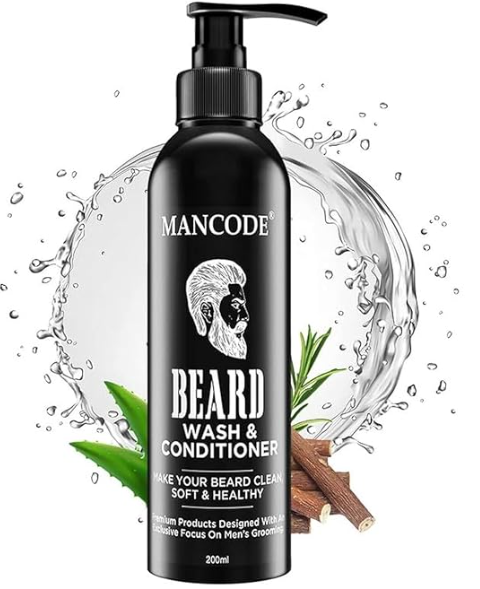 MANCODE®
BEARD
WASH &
CONDITIONER
MAKE YOUR BEARD CLEAN,
SOFT & HEALTHY
Premium Products Designed With An
Exclusive Focus On Men's Grooming.
200ml